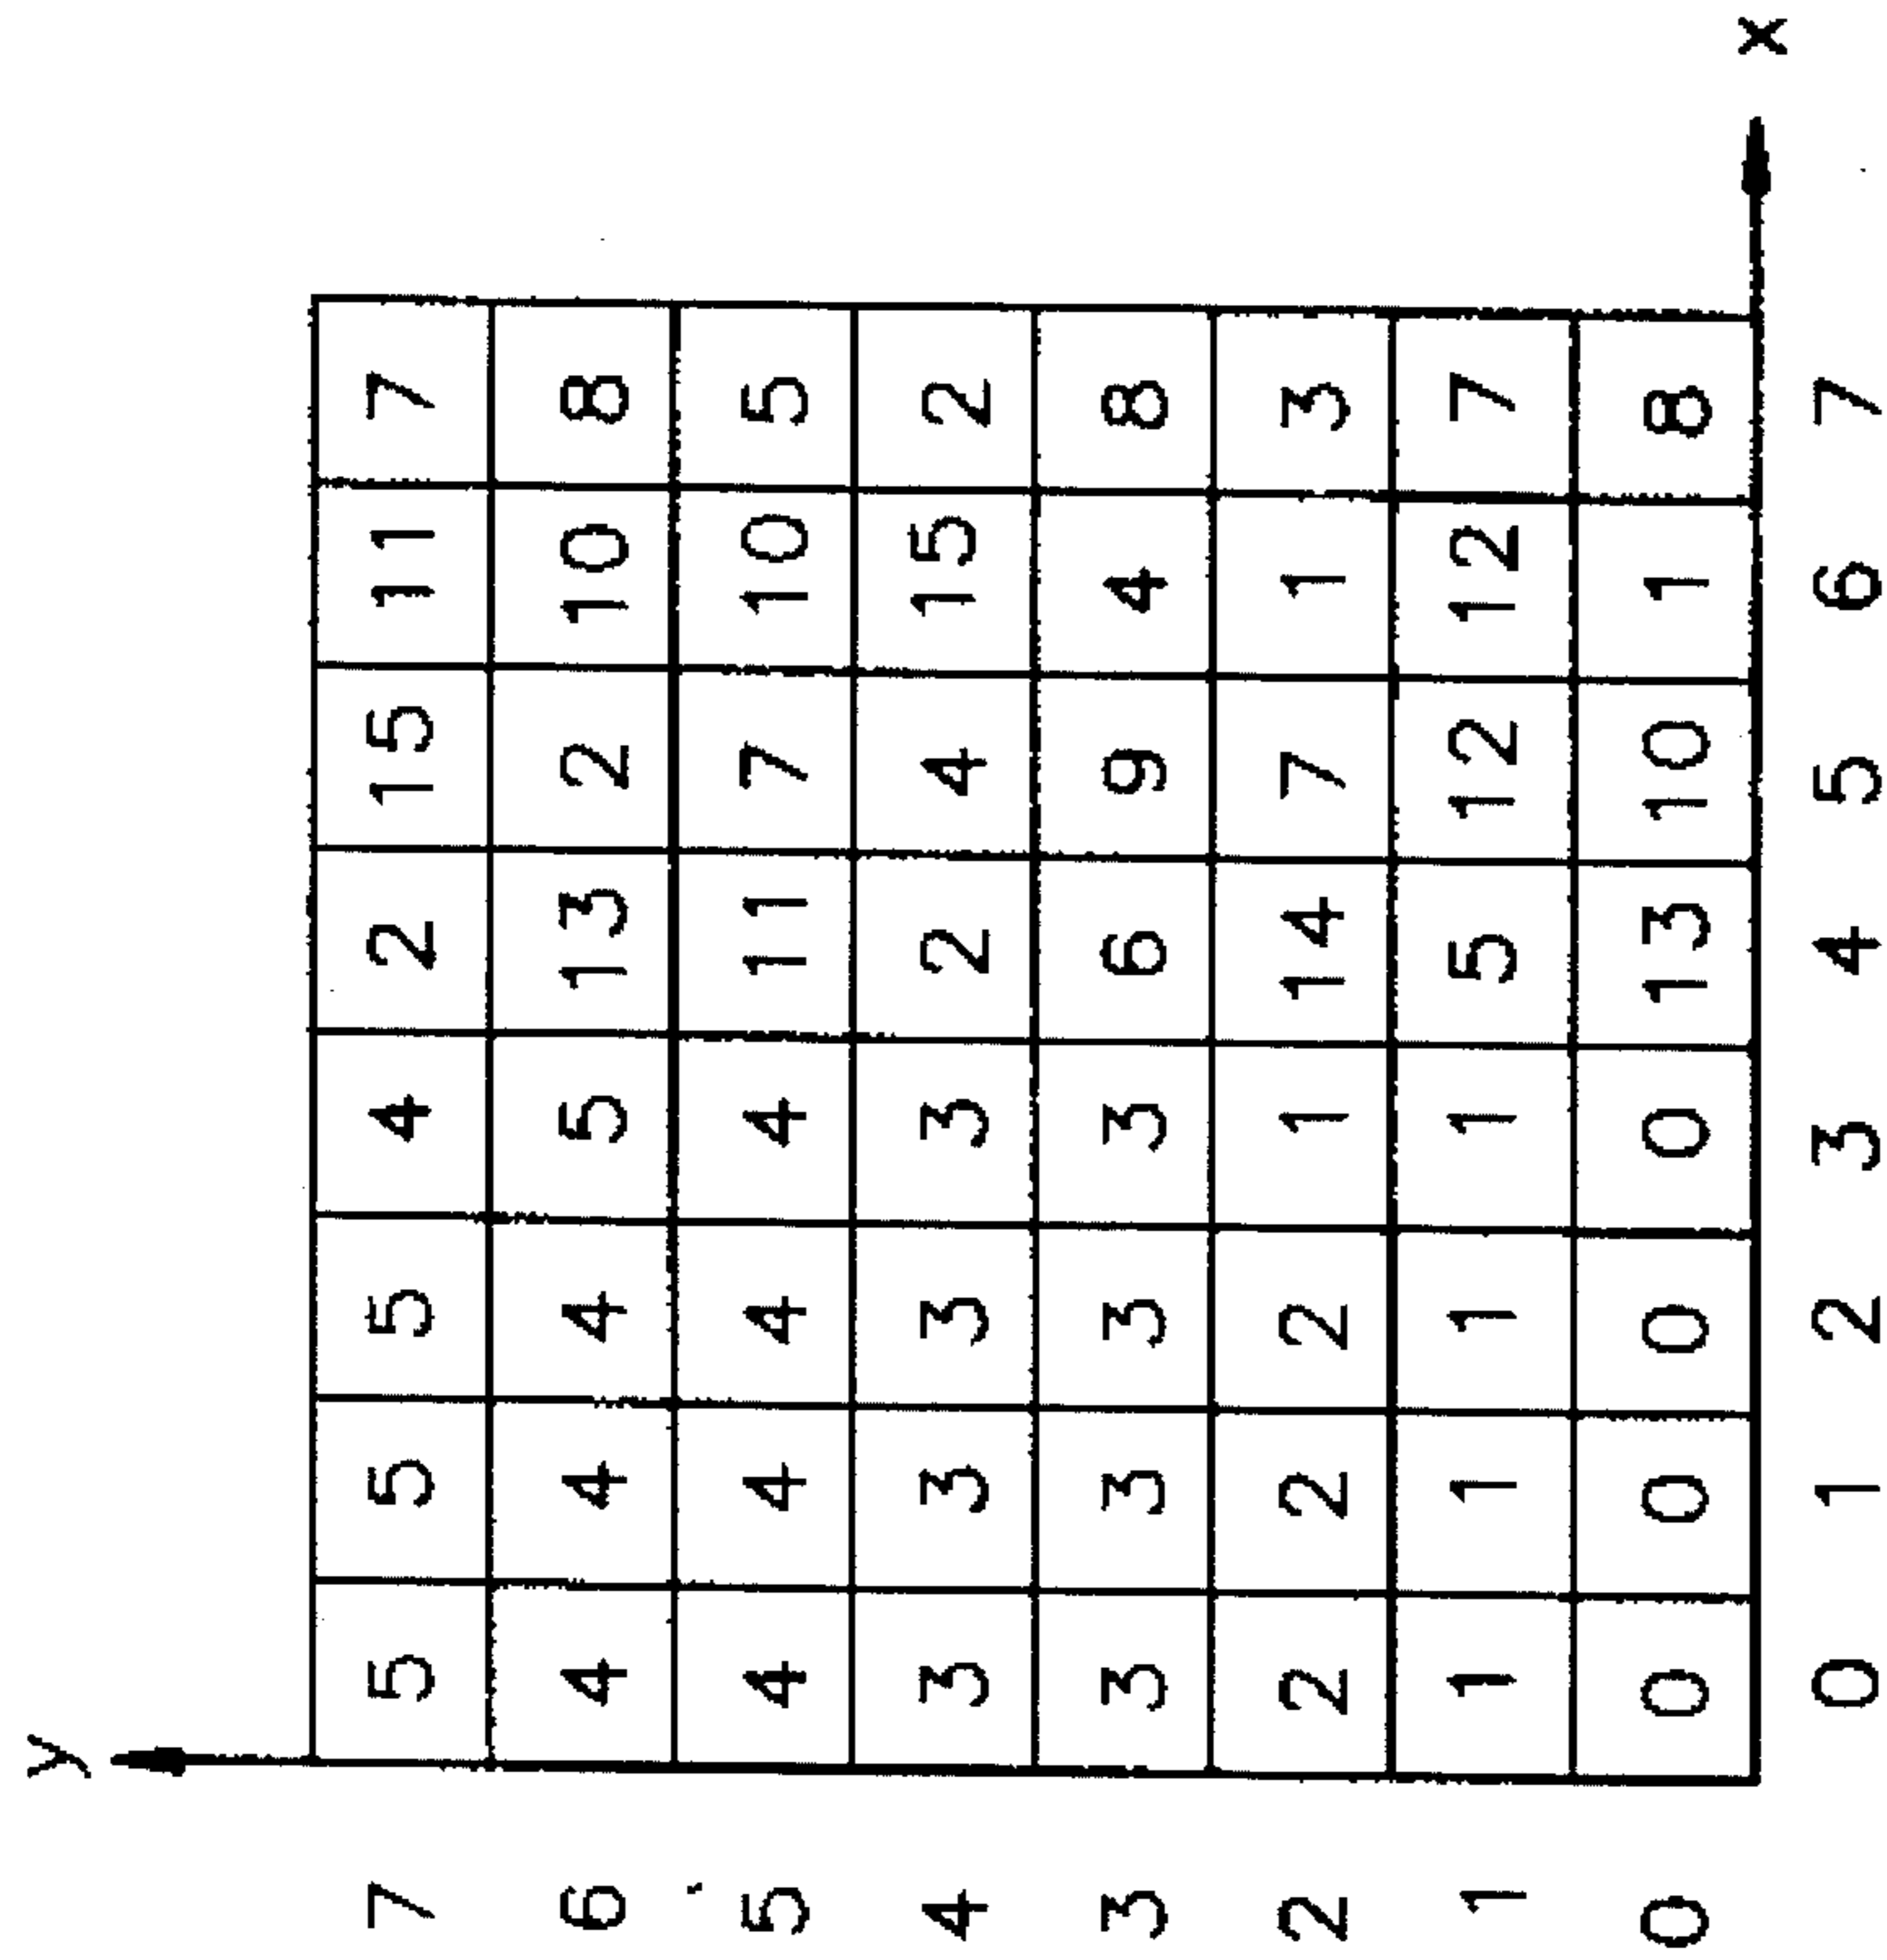 y
7 5 5 5 4 2 15 11 7
6 4 4 4 5 13 2 10 8
5 4 4 4 4 11 7 10 5
4 3 3 3 3 2 4 15 2
3 3 3 3 3 6 9 4 8
2 2 2 2 1 14 7 1 3
1 1 1 1 1 5 12 12 7
0 0 0 0 0 13 10 1 8
x
0 1 2 3 4 5 6 7